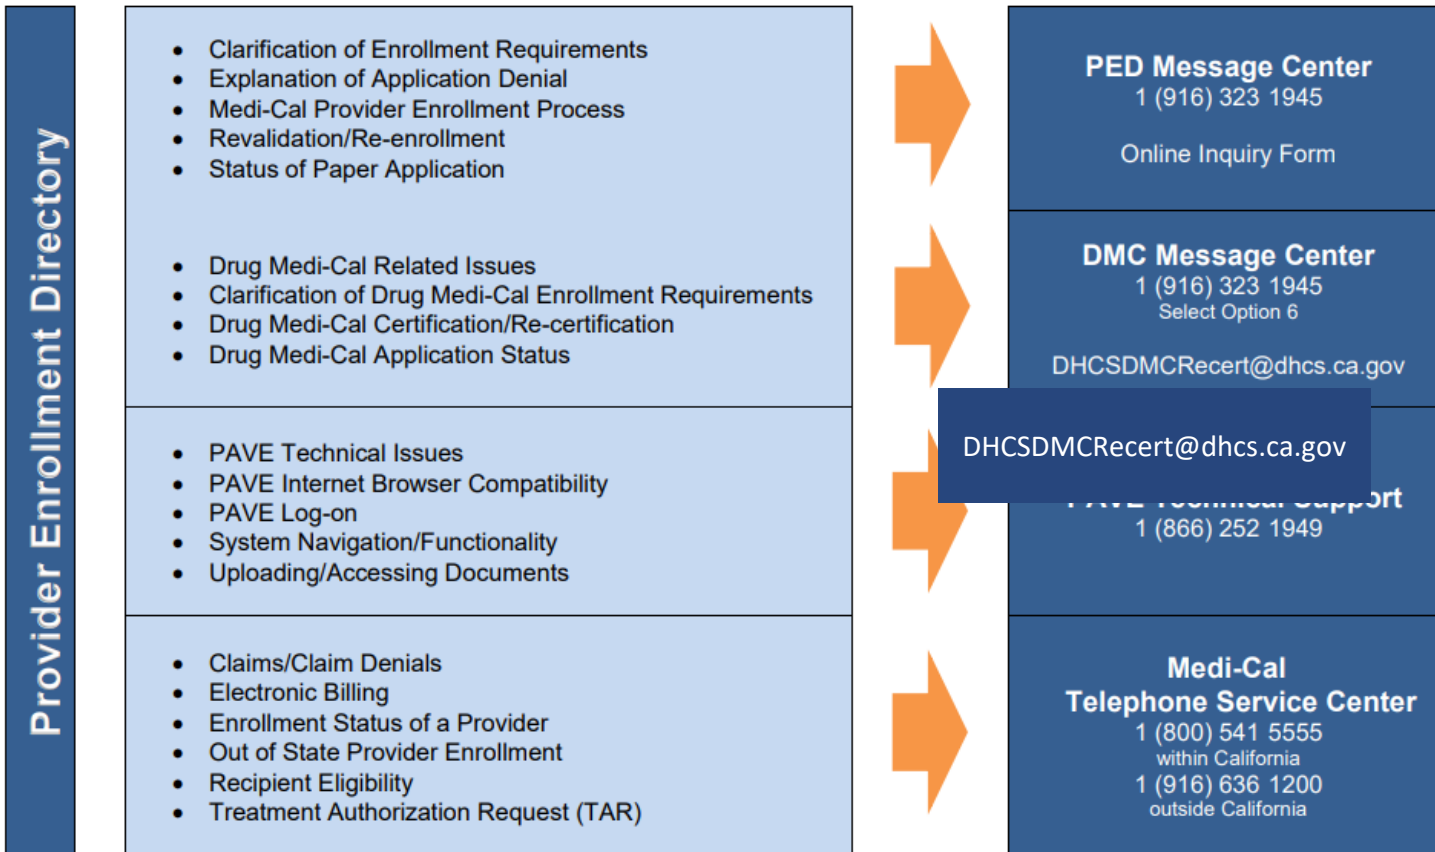 Provider Enrollment Directory
• Clarification of Enrollment Requirements
• Explanation of Application Denial
• Medi-Cal Provider Enrollment Process
• Revalidation/Re-enrollment
• Status of Paper Application
PED Message Center
1 (916) 323 1945
Online Inquiry Form
• Drug Medi-Cal Related Issues
• Clarification of Drug Medi-Cal Enrollment Requirements
• Drug Medi-Cal Certification/Re-certification
• Drug Medi-Cal Application Status
DMC Message Center
1 (916) 323 1945
Select Option 6
DHCSDMCRecert@dhcs.ca.gov
DHCSDMCRecert@dhcs.ca.gov
• PAVE Technical Issues
• PAVE Internet Browser Compatibility
• PAVE Log-on
• System Navigation/Functionality
• Uploading/Accessing Documents
PAVE Technical Support
1 (866) 252 1949
• Claims/Claim Denials
• Electronic Billing
• Enrollment Status of a Provider
• Out of State Provider Enrollment
• Recipient Eligibility
• Treatment Authorization Request (TAR)
Medi-Cal
Telephone Service Center
1 (800) 541 5555
within California
1 (916) 636 1200
outside California